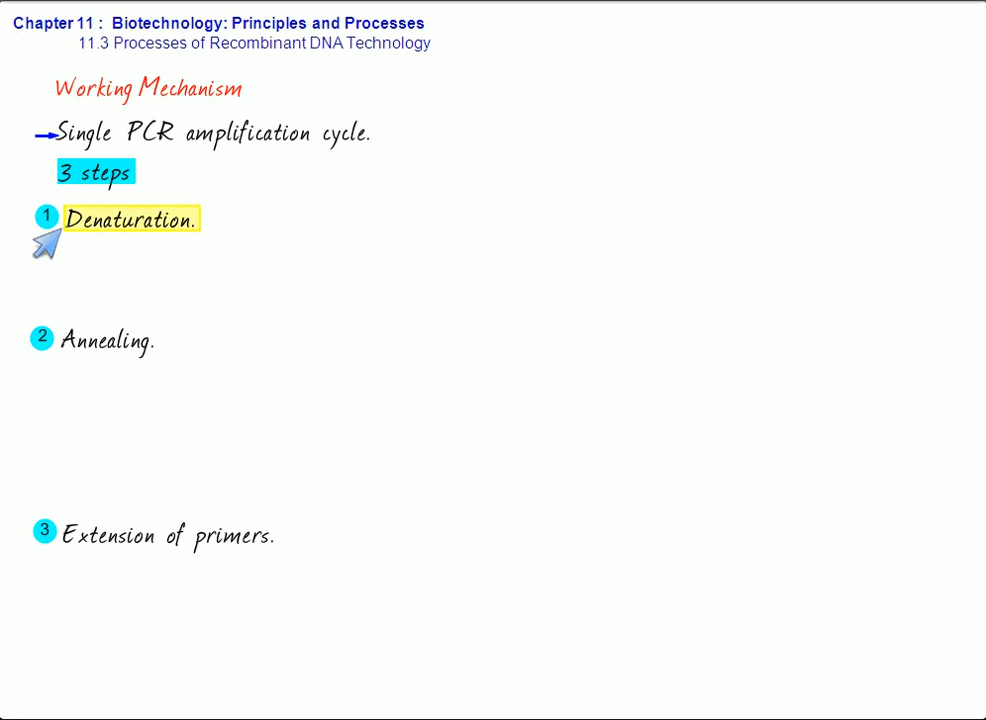 Chapter 11 : Biotechnology: Principles and Processes
11.3 Processes of Recombinant DNA Technology
Working Mechanism
Single PCR amplification cycle.
3 steps
1 Denaturation.
2 Annealing.
3 Extension of primers.